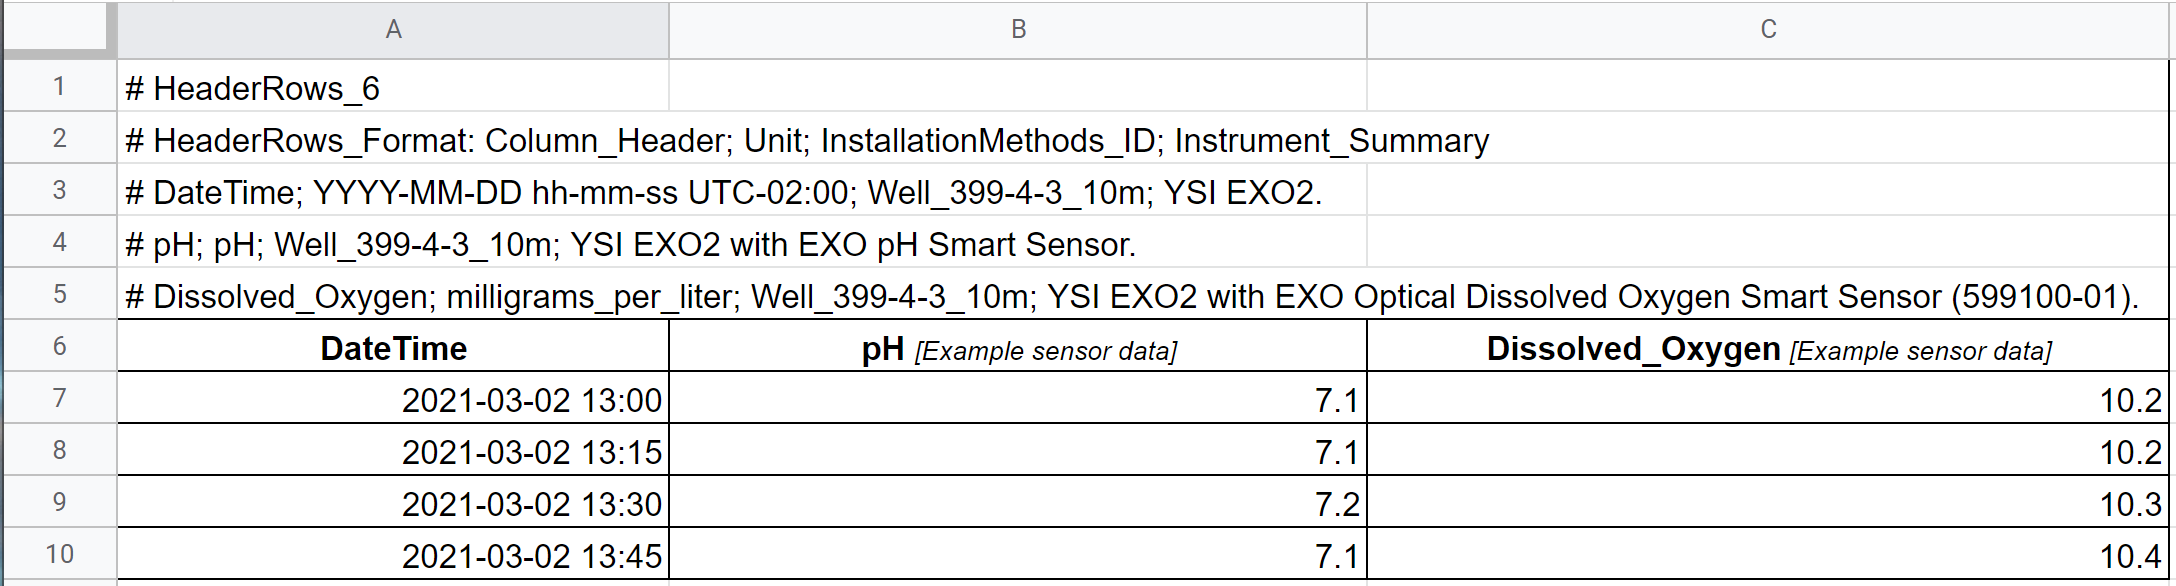 A B C
1 # HeaderRows_6
2 # HeaderRows_Format: Column_Header; Unit; InstallationMethods_ID; Instrument_Summary
3 # DateTime; YYYY-MM-DD hh-mm-ss UTC-02:00; Well_399-4-3_10m; YSI EXO2.
4 # pH; pH; Well_399-4-3_10m; YSI EXO2 with EXO pH Smart Sensor.
5 # Dissolved_Oxygen; milligrams_per_liter; Well_399-4-3_10m; YSI EXO2 with EXO Optical Dissolved Oxygen Smart Sensor (599100-01).
6 DateTime pH [Example sensor data] Dissolved_Oxygen [Example sensor data]
7 2021-03-02 13:00 7.1 10.2
8 2021-03-02 13:15 7.1 10.2
9 2021-03-02 13:30 7.2 10.3
10 2021-03-02 13:45 7.1 10.4